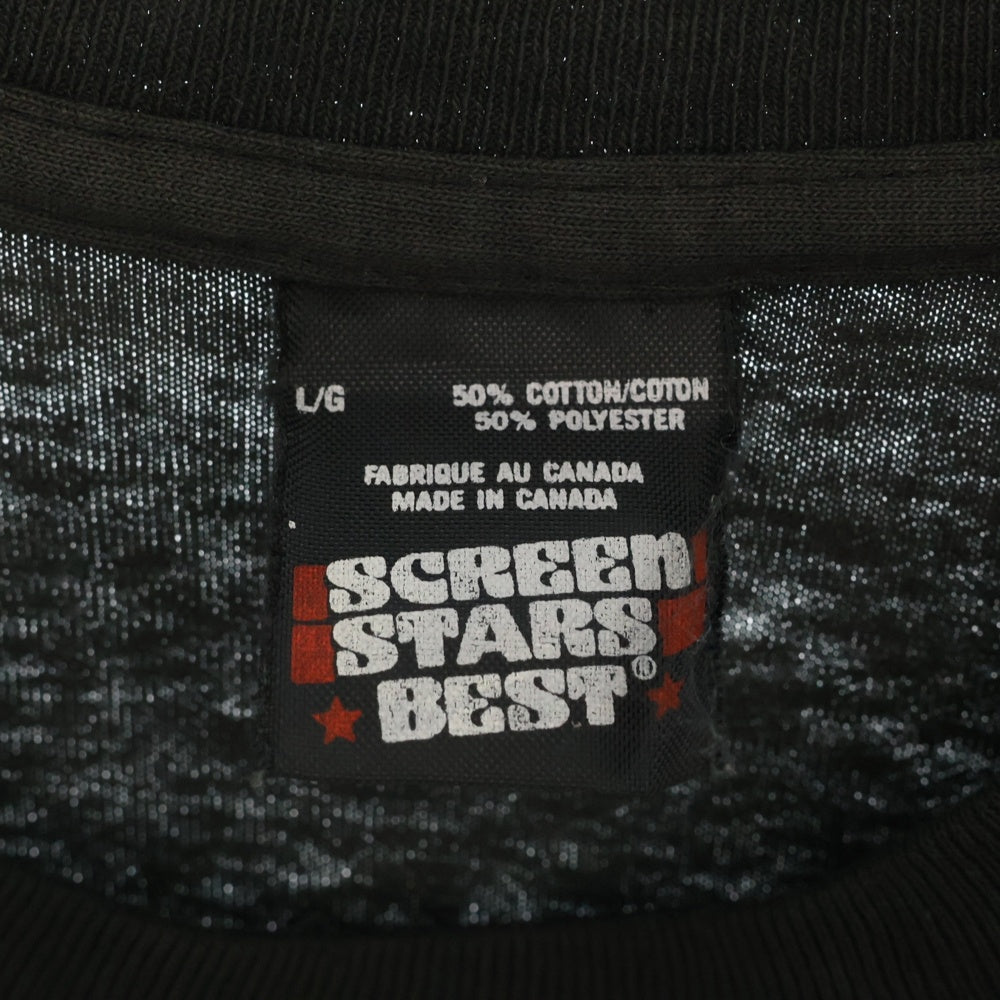 L/G 50% COTTON/COTON
50% POLYESTER
FABRIQUE AU CANADA
MADE IN CANADA
SCREEN
STARS
BEST®